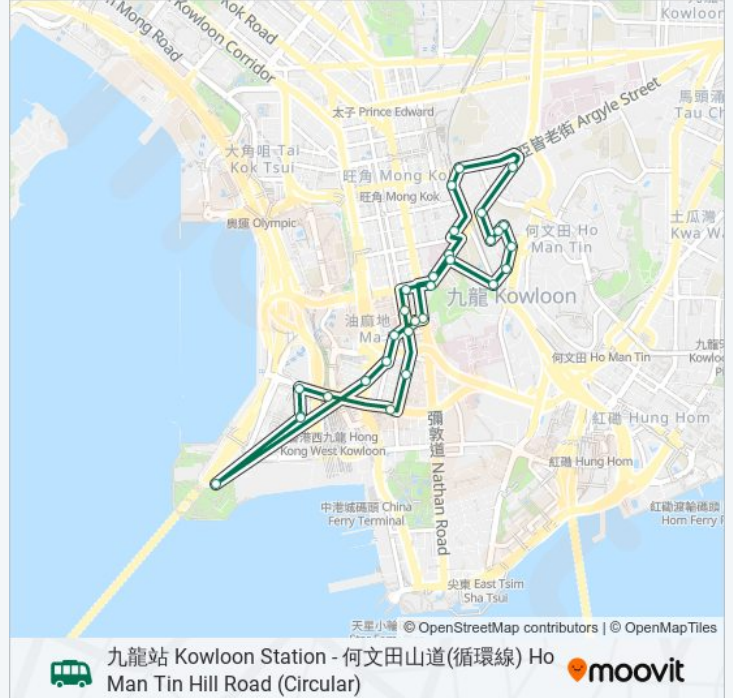 Kok Road
Mong Road
Kowloon Corridor
Kowloon
太子 Prince Edward
亞皆老街 Argyle Street
馬頭涌
Tau
大角咀 Tai
Kok Tsui
旺角 Mong Ko
旺角 Mong Kok
奧運 Olympic
何文田 Ho
Man Tin
土瓜灣
Kwa
九龍 Kowloon
油麻地
Ma
何文田 Ho Man Tin
紅磡 Hung Hom
港西九龍 Hong
Kong West Kowloon
彌敦道 Nathan Road
紅磡 Hung Hom
中港城碼頭 China
Ferry Terminal
紅磡渡輪碼頭
Hom Ferry
尖東 East Tsim
Sha Tsui
天星小輪
© OpenStreetMap contributors | © OpenMapTiles
九龍站 Kowloon Station - 何文田山道(循環線) Ho
Man Tin Hill Road (Circular)
moovit